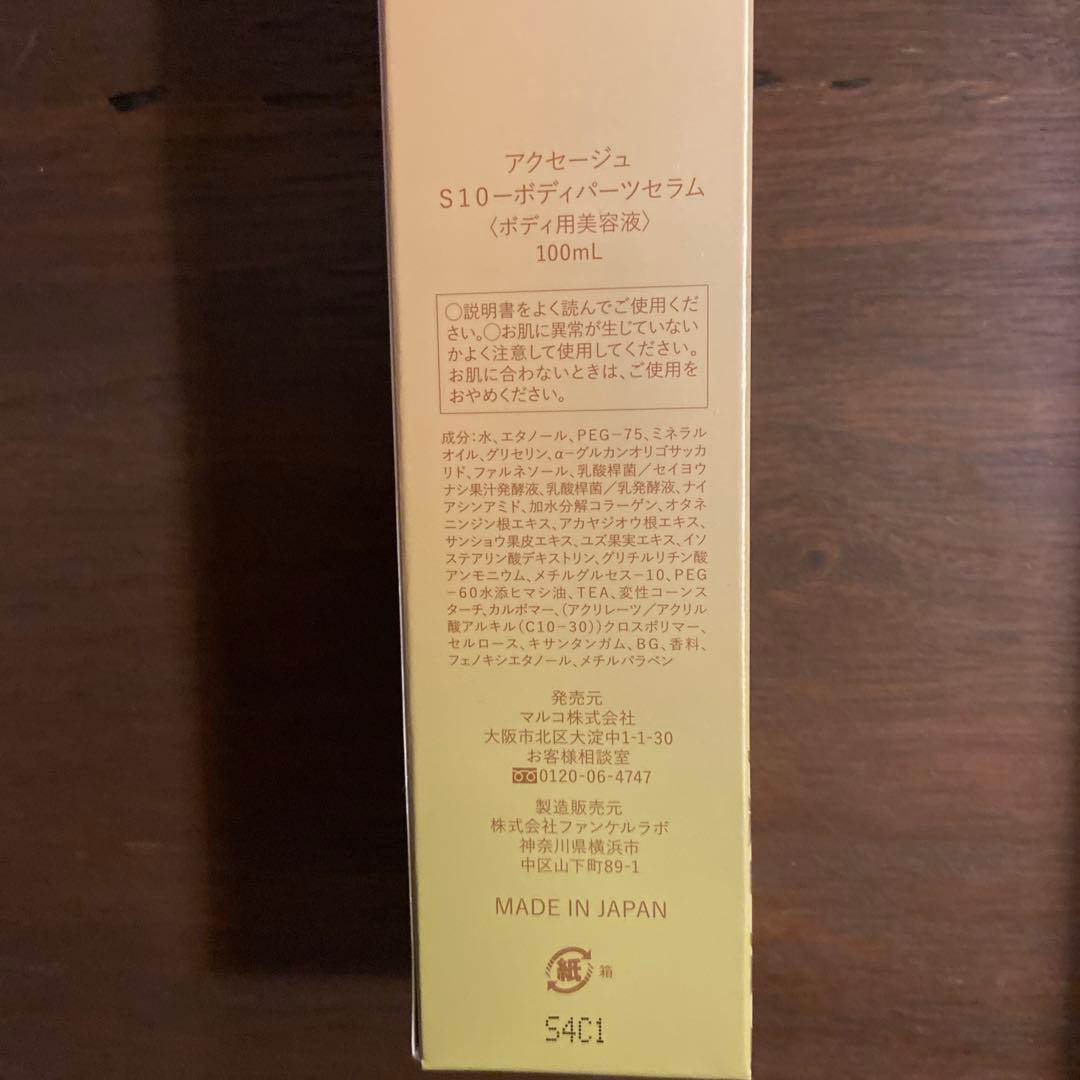 アクセージュ
S10ーボディパーツセラム
〈ボディ用美容液〉
100mL
○説明書をよく読んでご使用くだ
さい。○お肌に異常が生じていない
かよく注意して使用してください。
お肌に合わないときは、ご使用を
おやめください。
成分：水、エタノール、PEG-75、ミネラル
オイル、グリセリン、α-グルカンオリゴサッカ
リド、ファルネソール、乳酸桿菌／セイヨウ
ナシ果汁発酵液、乳酸桿菌／乳発酵液、ナイ
アシンアミド、加水分解コラーゲン、オタネ
ニンジン根エキス、アカヤジオウ根エキス、
サンショウ果皮エキス、ユズ果実エキス、イソ
ステアリン酸デキストリン、グリチルリチン酸
アンモニウム、メチルグルセス-10、PEG
-60水添ヒマシ油、TEA、変性コーンス
ターチ、カルボマー、（アクリレーツ／アクリル
酸アルキル（C10-30））クロスポリマー、
セルロース、キサンタンガム、BG、香料、
フェノキシエタノール、メチルパラベン
発売元
マルコ株式会社
大阪市北区大淀中1-1-30
お客様相談室
0120-06-4747
製造販売元
株式会社ファンケルラボ
神奈川県横浜市
中区山下町89-1
MADE IN JAPAN
紙 箱
S4C1